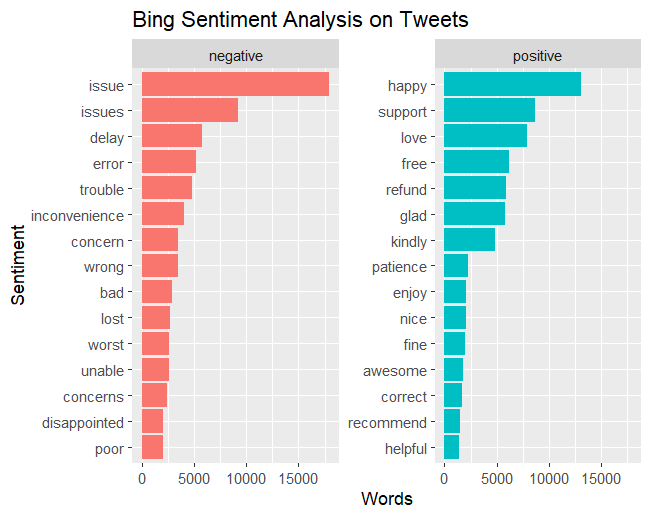 Bing Sentiment Analysis on Tweets
negative
positive
Sentiment
issue
issues
delay
error
trouble
inconvenience
concern
wrong
bad
lost
worst
unable
concerns
disappointed
poor
0 5000 10000 15000
happy
support
love
free
refund
glad
kindly
patience
enjoy
nice
fine
awesome
correct
recommend
helpful
0 5000 10000 15000
Words